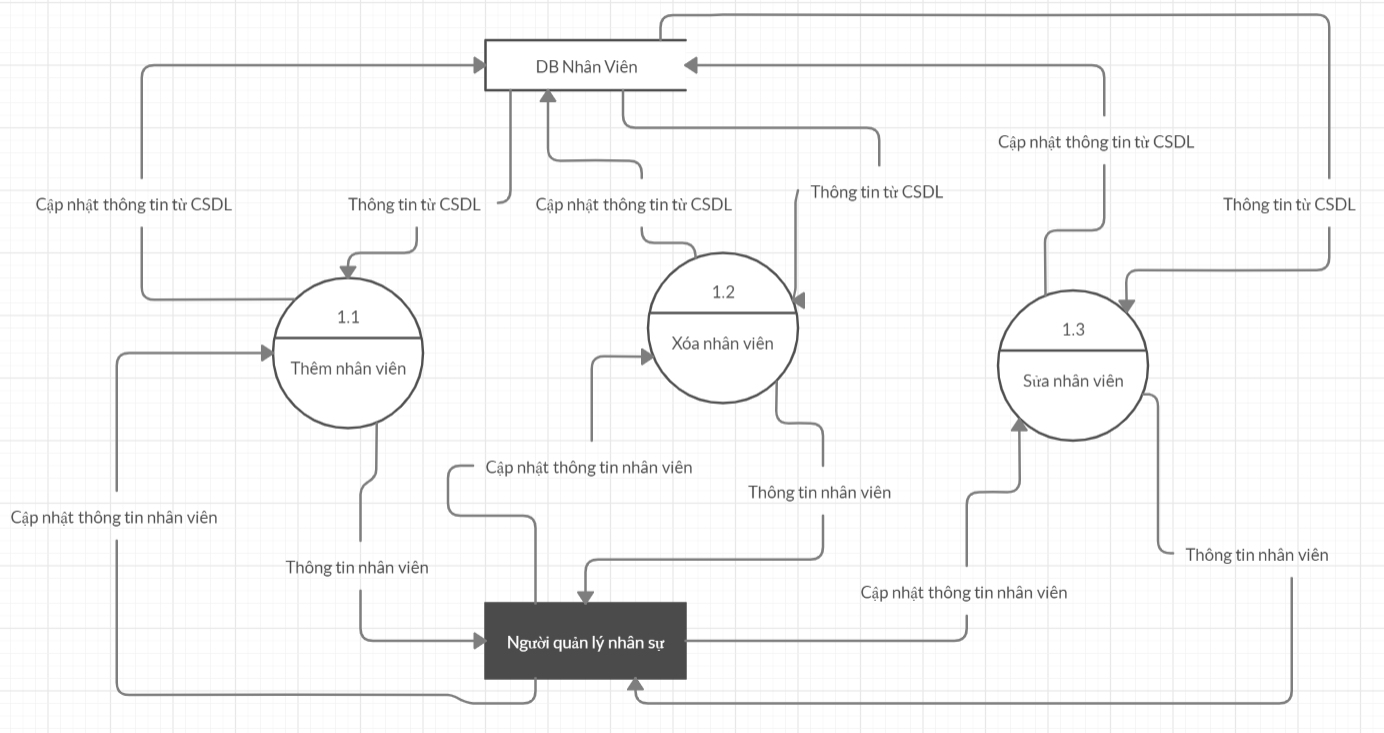 DB Nhân Viên
Cập nhật thông tin từ CSDL
Thông tin từ CSDL
Cập nhật thông tin từ CSDL
Thông tin từ CSDL
Cập nhật thông tin từ CSDL
Thông tin từ CSDL
1.1
Thêm nhân viên
1.2
Xóa nhân viên
1.3
Sửa nhân viên
Cập nhật thông tin nhân viên
Thông tin nhân viên
Cập nhật thông tin nhân viên
Thông tin nhân viên
Cập nhật thông tin nhân viên
Thông tin nhân viên
Người quản lý nhân sự